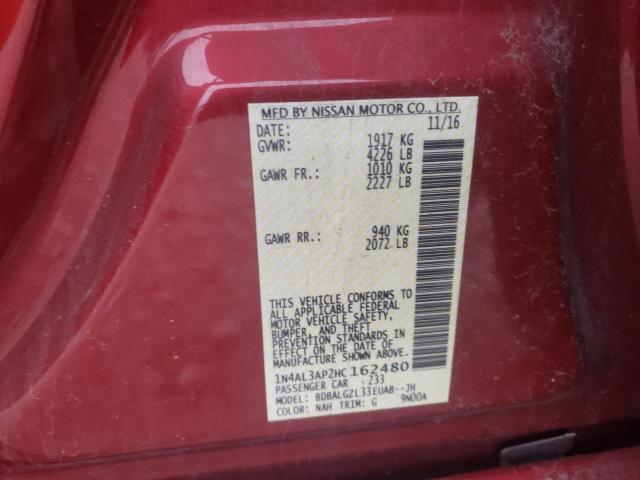 MFD BY NISSAN MOTOR CO., LTD.
DATE: 11/16
GVWR: 1917 KG
4226 LB
GAWR FR.: 1010 KG
2227 LB
GAWR RR.: 940 KG
2072 LB
THIS VEHICLE CONFORMS TO
ALL APPLICABLE FEDERAL
MOTOR VEHICLE SAFETY,
BUMPER, AND THEFT
PREVENTION STANDARDS IN
EFFECT ON THE DATE OF
MANUFACTURE SHOWN ABOVE.
1N4AL3AP2HC162480
PASSENGER CAR 233
MODEL: BDBALGZL33EUAB--JH
COLOR: NAH TRIM: G 9N00A